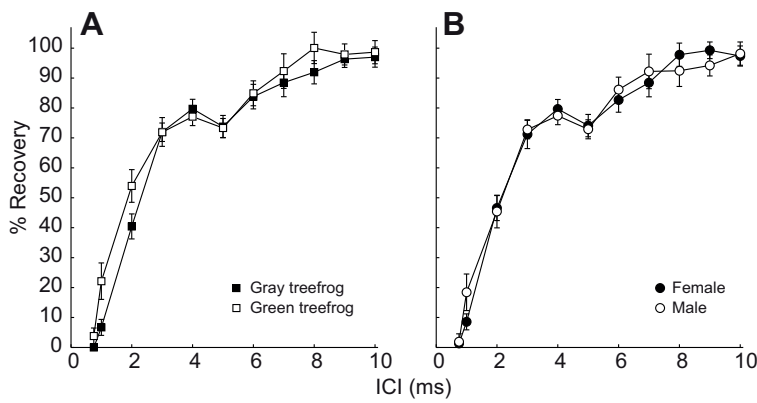 A
B
% Recovery
100
90
80
70
60
50
40
30
20
10
0
Gray treefrog
Green treefrog
Female
Male
0 2 4 6 8 10
0 2 4 6 8 10
ICI (ms)